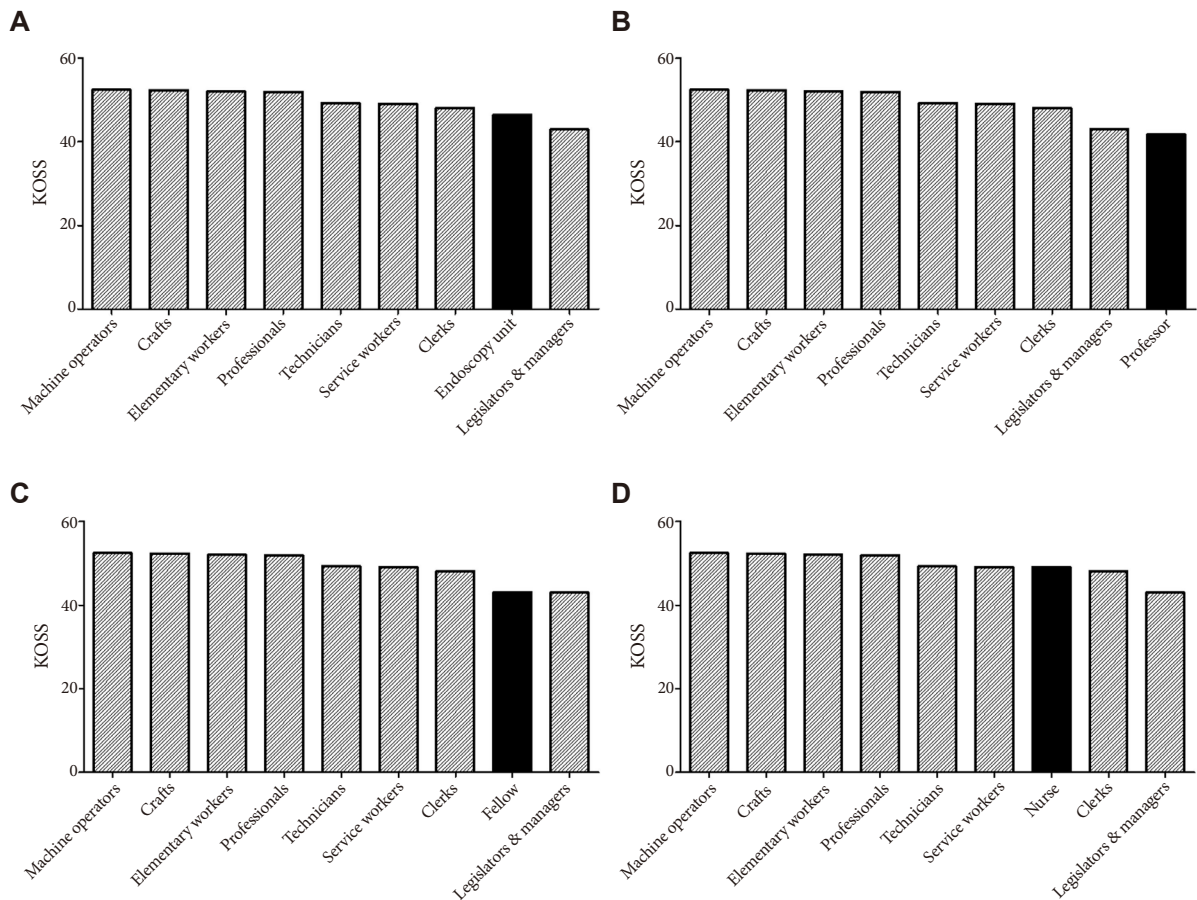 A
60
40
20
0
KOSS
Machine operators
Crafts
Elementary workers
Professionals
Technicians
Service workers
Clerks
Endoscopy unit
Legislators & managers
B
60
40
20
0
KOSS
Machine operators
Crafts
Elementary workers
Professionals
Technicians
Service workers
Clerks
Legislators & managers
Professor
C
60
40
20
0
KOSS
Machine operators
Crafts
Elementary workers
Professionals
Technicians
Service workers
Clerks
Fellow
Legislators & managers
D
60
40
20
0
KOSS
Machine operators
Crafts
Elementary workers
Professionals
Technicians
Service workers
Nurse
Clerks
Legislators & managers